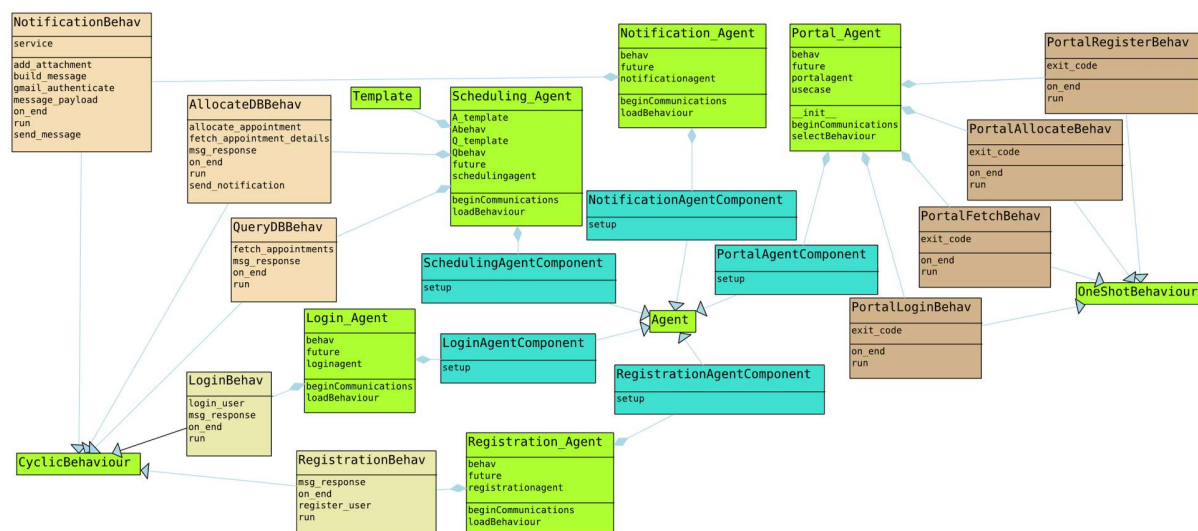 NotificationBehav
service
add_attachment
build_message
gmail_authenticate
message_payload
on_end
run
send_message
AllocateDBBehav
allocate_appointment
fetch_appointment_details
msg_response
on_end
run
send_notification
QueryDBBehav
fetch_appointments
msg_response
on_end
run
Template
Scheduling_Agent
A_template
Abehav
Q_template
Qbehav
future
schedulingagent
beginCommunications
loadBehaviour
Notification_Agent
behav
future
notificationagent
beginCommunications
loadBehaviour
Portal_Agent
behav
future
portalagent
usecase
__init__
beginCommunications
selectBehaviour
PortalRegisterBehav
exit_code
on_end
run
PortalAllocateBehav
exit_code
on_end
run
PortalFetchBehav
exit_code
on_end
run
PortalLoginBehav
exit_code
on_end
run
OneShotBehaviour
NotificationAgentComponent
setup
SchedulingAgentComponent
setup
PortalAgentComponent
setup
Agent
Login_Agent
behav
future
loginagent
beginCommunications
loadBehaviour
LoginAgentComponent
setup
RegistrationAgentComponent
setup
LoginBehav
login_user
msg_response
on_end
run
CyclicBehaviour
RegistrationBehav
msg_response
on_end
register_user
run
Registration_Agent
behav
future
registrationagent
beginCommunications
loadBehaviour